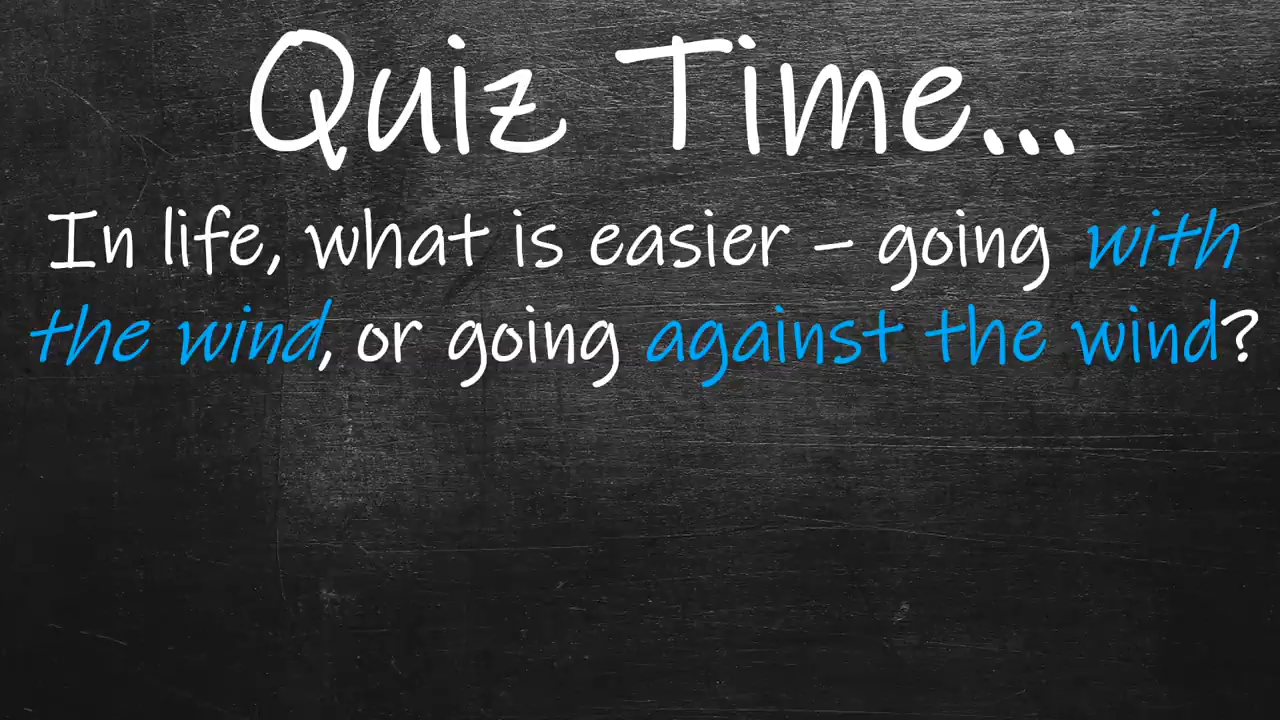 Quiz Time...
In life, what is easier – going with
the wind, or going against the wind?